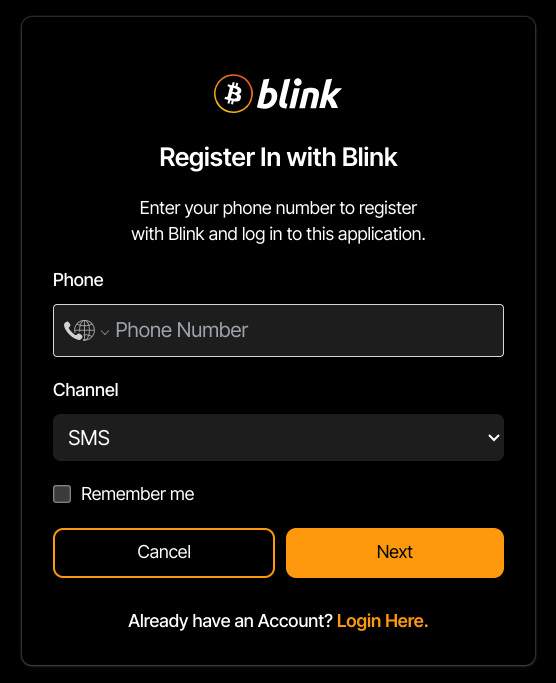 blink
Register In with Blink
Enter your phone number to register
with Blink and log in to this application.
Phone
Phone Number
Channel
SMS
Remember me
Cancel Next
Already have an Account? Login Here.